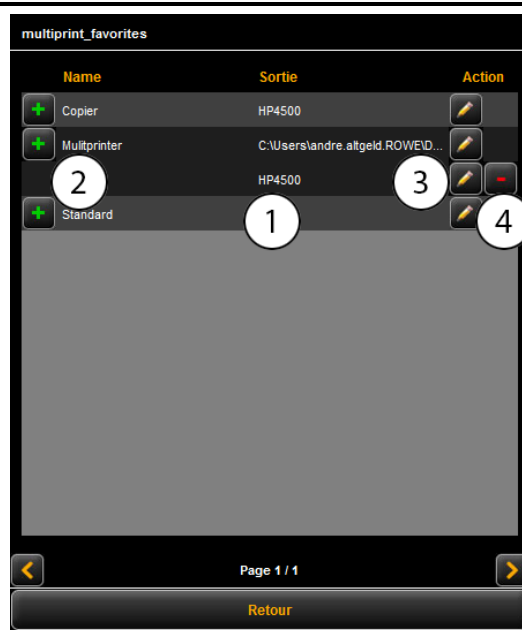 multiprint_favorites
Name Sortie Action
Copier HP4500
Mulitprinter C:\Users\andre.altgeld.ROWE\D...
2 HP4500 3
Standard 1 4
Page 1 / 1
Retour